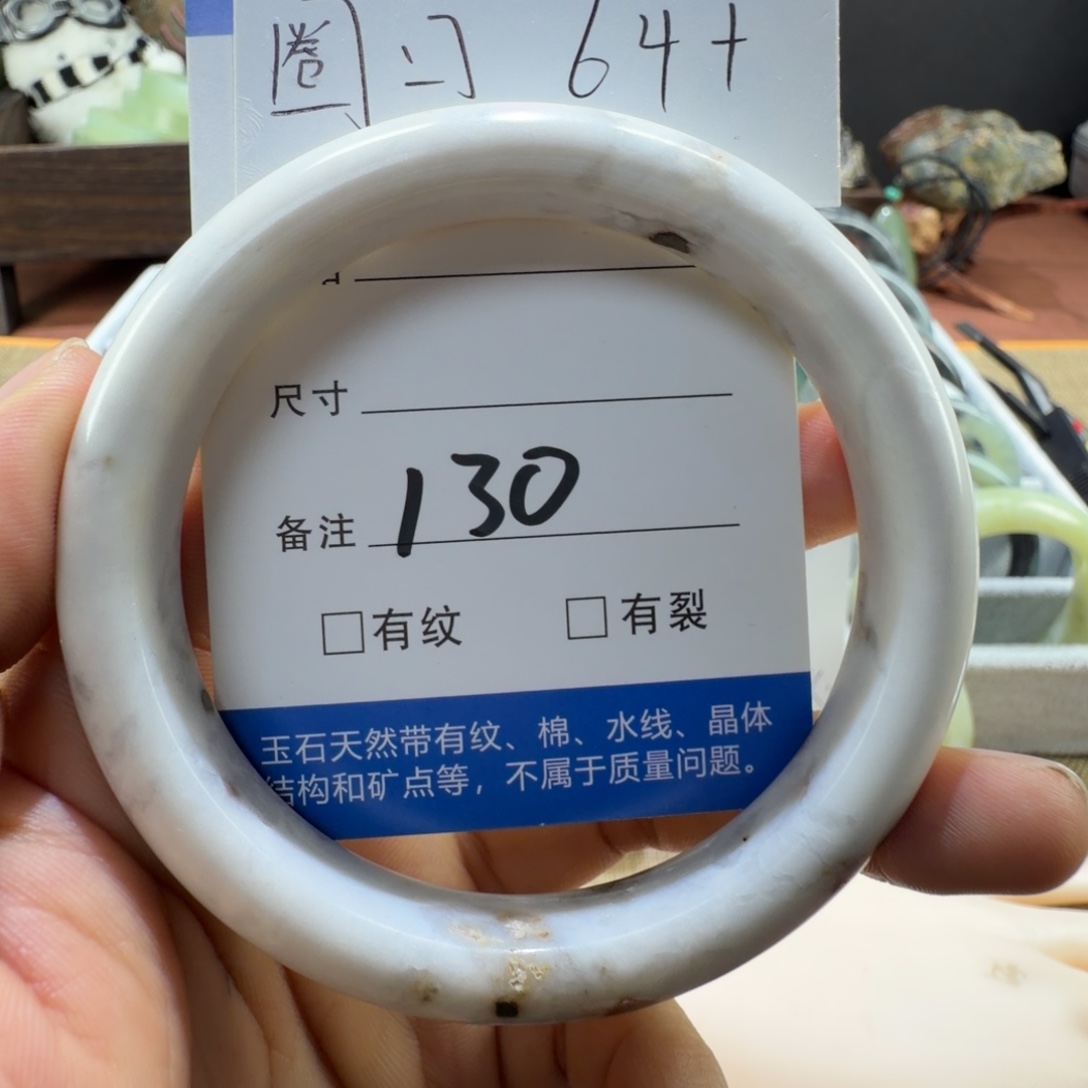 圈口 64+
尺寸
备注 130
□有纹 □有裂
玉石天然带有纹、棉、水线、晶体
结构和矿点等，不属于质量问题。